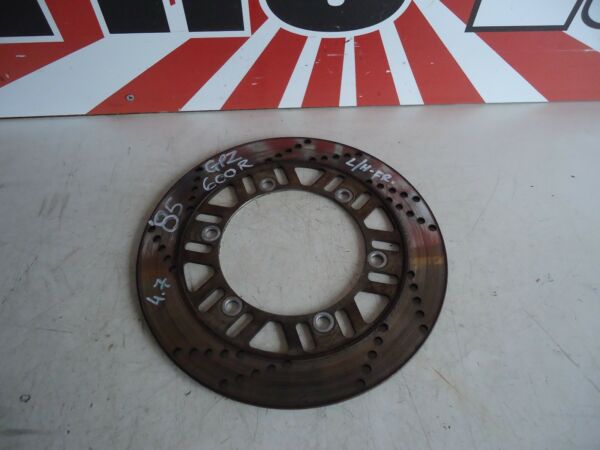 GPZ
600R
L/H-FR
'85
4.7